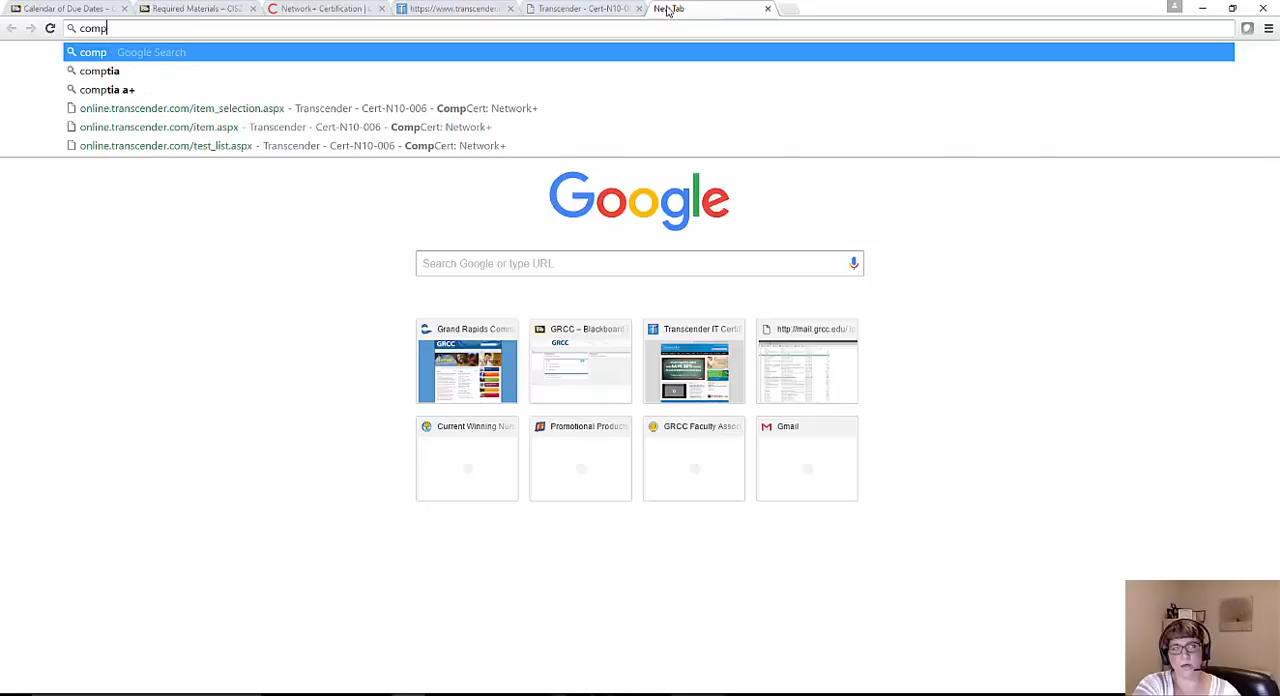 Calendar of Due Dates –
Required Materials – CIS
Network+ Certification |
https://www.transcender.
Transcender - Cert-N10-0
New Tab
comp
comp - Google Search
comptia
comptia a+
online.transcender.com/item_selection.aspx - Transcender - Cert-N10-006 - CompCert: Network+
online.transcender.com/item.aspx - Transcender - Cert-N10-006 - CompCert: Network+
online.transcender.com/test_list.aspx - Transcender - Cert-N10-006 - CompCert: Network+
Google
Search Google or type URL
Grand Rapids Comm
GRCC – Blackboard
Transcender IT Certif
http://mail.grcc.edu/
GRCC
GRCC
Current Winning Num
Promotional Products
GRCC Faculty Assoc
Gmail